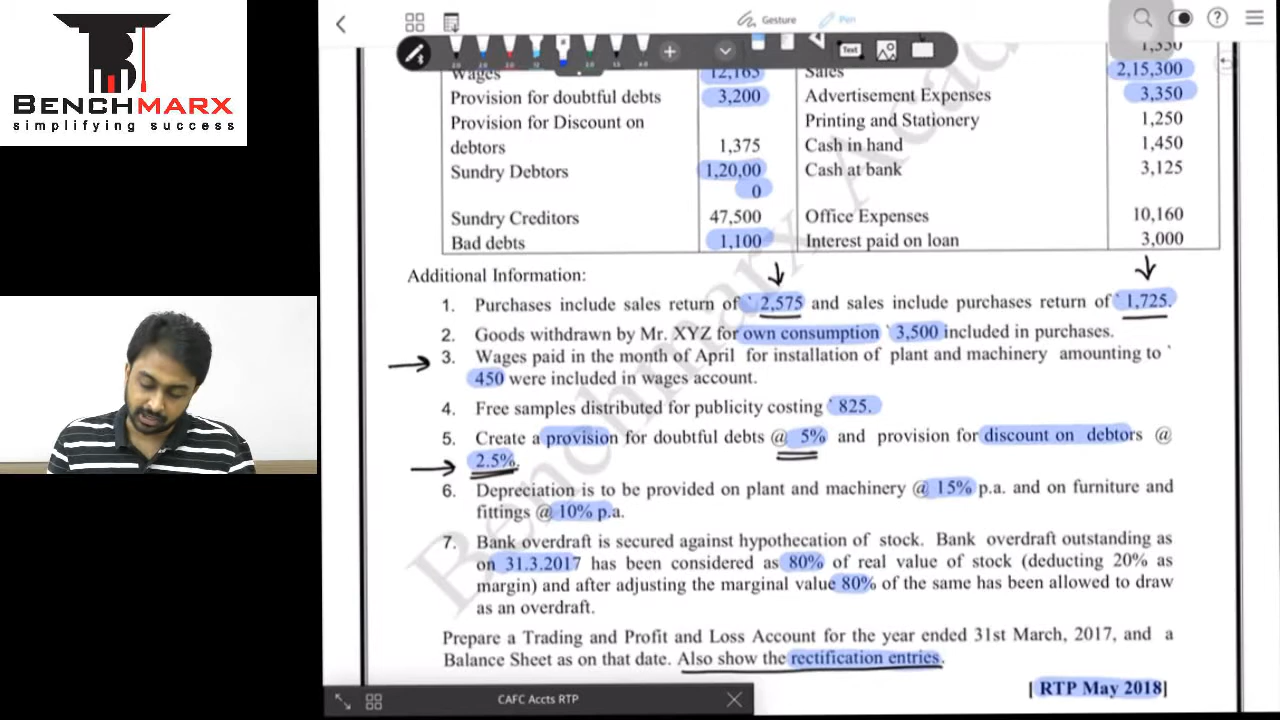 BENCHMARX
simplifying success
Gesture
Pen
Text
1,350
Wages 12,165 Sales 2,15,300
Provision for doubtful debts 3,200 Advertisement Expenses 3,350
Provision for Discount on Printing and Stationery 1,250
debtors 1,375 Cash in hand 1,450
Sundry Debtors 1,20,00 Cash at bank 3,125
0
Sundry Creditors 47,500 Office Expenses 10,160
Bad debts 1,100 Interest paid on loan 3,000
Additional Information:
1. Purchases include sales return of ` 2,575 and sales include purchases return of ` 1,725.
2. Goods withdrawn by Mr. XYZ for own consumption ` 3,500 included in purchases.
3. Wages paid in the month of April for installation of plant and machinery amounting to `
450 were included in wages account.
4. Free samples distributed for publicity costing ` 825.
5. Create a provision for doubtful debts @ 5% and provision for discount on debtors @
2.5%.
6. Depreciation is to be provided on plant and machinery @ 15% p.a. and on furniture and
fittings @ 10% p.a.
7. Bank overdraft is secured against hypothecation of stock. Bank overdraft outstanding as
on 31.3.2017 has been considered as 80% of real value of stock (deducting 20% as
margin) and after adjusting the marginal value 80% of the same has been allowed to draw
as an overdraft.
Prepare a Trading and Profit and Loss Account for the year ended 31st March, 2017, and a
Balance Sheet as on that date. Also show the rectification entries.
[ RTP May 2018]
CAFC Accts RTP
Benchmarx Acad